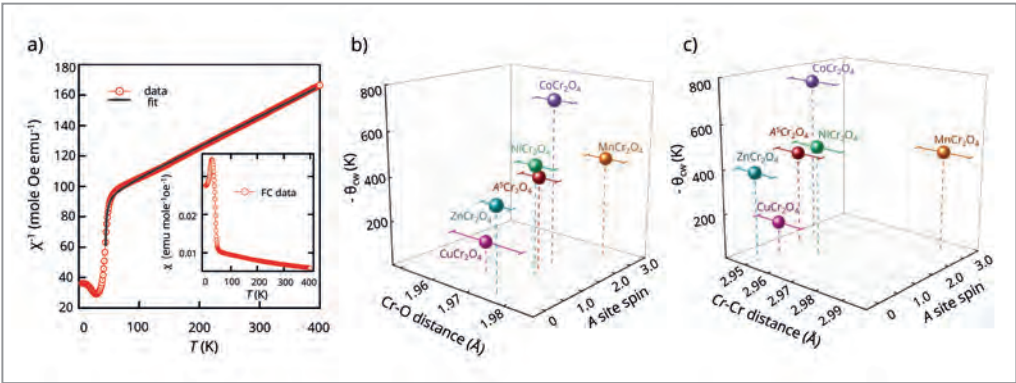 a)
χ⁻¹ (mole Oe emu⁻¹)
180
160
140
120
100
80
60
40
20
data
fit
χ (emu mole⁻¹oe⁻¹)
0.02
0.01
FC data
0 100 200 300 400
T (K)
0 100 200 300 400
T (K)
b)
- θcw (K)
800
600
400
200
CoCr₂O₄
NiCr₂O₄
MnCr₂O₄
AˢCr₂O₄
ZnCr₂O₄
CuCr₂O₄
1.96
1.97
1.98
Cr-O distance (Å)
0
1.0
2.0
3.0
A site spin
c)
- θcw (K)
800
600
400
200
CoCr₂O₄
AˢCr₂O₄
NiCr₂O₄
MnCr₂O₄
ZnCr₂O₄
CuCr₂O₄
2.95
2.96
2.97
2.98
2.99
Cr-Cr distance (Å)
0
1.0
2.0
3.0
A site spin